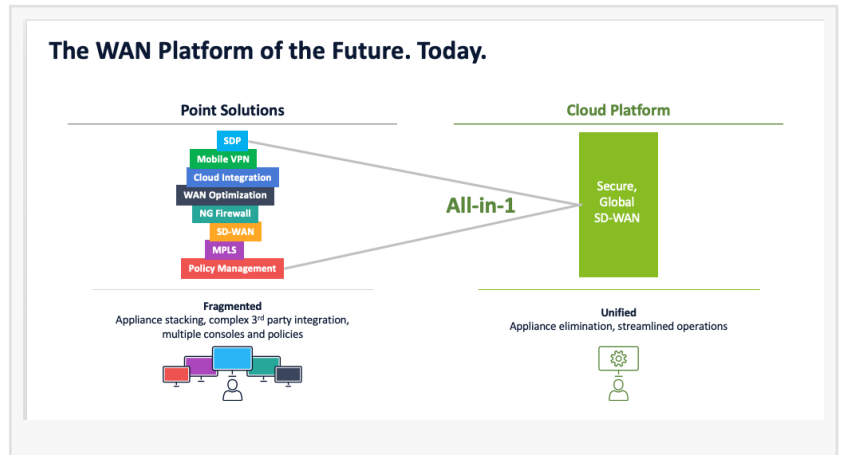 The WAN Platform of the Future. Today.
Point Solutions
SDP
Mobile VPN
Cloud Integration
WAN Optimization
NG Firewall
SD-WAN
MPLS
Policy Management
Fragmented
Appliance stacking, complex 3rd party integration,
multiple consoles and policies
All-in-1
Cloud Platform
Secure,
Global
SD-WAN
Unified
Appliance elimination, streamlined operations